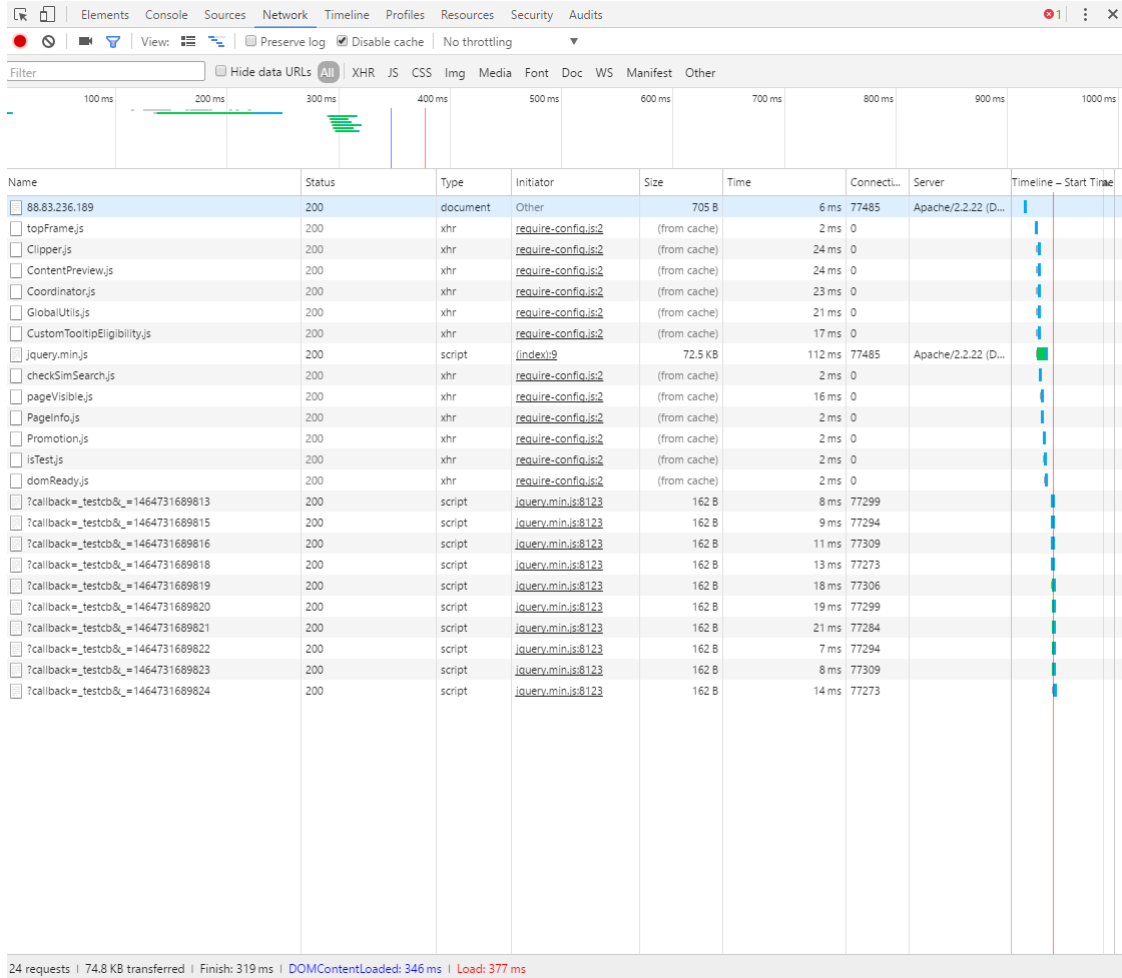 Elements Console Sources Network Timeline Profiles Resources Security Audits 1
View: Preserve log Disable cache No throttling
Filter Hide data URLs All XHR JS CSS Img Media Font Doc WS Manifest Other
100 ms 200 ms 300 ms 400 ms 500 ms 600 ms 700 ms 800 ms 900 ms 1000 ms
Name Status Type Initiator Size Time Connecti... Server Timeline – Start Time
88.83.236.189 200 document Other 705 B 6 ms 77485 Apache/2.2.22 (D...
topFrame.js 200 xhr require-config.js:2 (from cache) 2 ms 0
Clipper.js 200 xhr require-config.js:2 (from cache) 24 ms 0
ContentPreview.js 200 xhr require-config.js:2 (from cache) 24 ms 0
Coordinator.js 200 xhr require-config.js:2 (from cache) 23 ms 0
GlobalUtils.js 200 xhr require-config.js:2 (from cache) 21 ms 0
CustomTooltipEligibility.js 200 xhr require-config.js:2 (from cache) 17 ms 0
jquery.min.js 200 script (index):9 72.5 KB 112 ms 77485 Apache/2.2.22 (D...
checkSimSearch.js 200 xhr require-config.js:2 (from cache) 2 ms 0
pageVisible.js 200 xhr require-config.js:2 (from cache) 16 ms 0
PageInfo.js 200 xhr require-config.js:2 (from cache) 2 ms 0
Promotion.js 200 xhr require-config.js:2 (from cache) 2 ms 0
isTest.js 200 xhr require-config.js:2 (from cache) 2 ms 0
domReady.js 200 xhr require-config.js:2 (from cache) 2 ms 0
?callback=_testcb&_=1464731689813 200 script jquery.min.js:8123 162 B 8 ms 77299
?callback=_testcb&_=1464731689815 200 script jquery.min.js:8123 162 B 9 ms 77294
?callback=_testcb&_=1464731689816 200 script jquery.min.js:8123 162 B 11 ms 77309
?callback=_testcb&_=1464731689818 200 script jquery.min.js:8123 162 B 13 ms 77273
?callback=_testcb&_=1464731689819 200 script jquery.min.js:8123 162 B 18 ms 77306
?callback=_testcb&_=1464731689820 200 script jquery.min.js:8123 162 B 19 ms 77299
?callback=_testcb&_=1464731689821 200 script jquery.min.js:8123 162 B 21 ms 77284
?callback=_testcb&_=1464731689822 200 script jquery.min.js:8123 162 B 7 ms 77294
?callback=_testcb&_=1464731689823 200 script jquery.min.js:8123 162 B 8 ms 77309
?callback=_testcb&_=1464731689824 200 script jquery.min.js:8123 162 B 14 ms 77273
24 requests | 74.8 KB transferred | Finish: 319 ms | DOMContentLoaded: 346 ms | Load: 377 ms